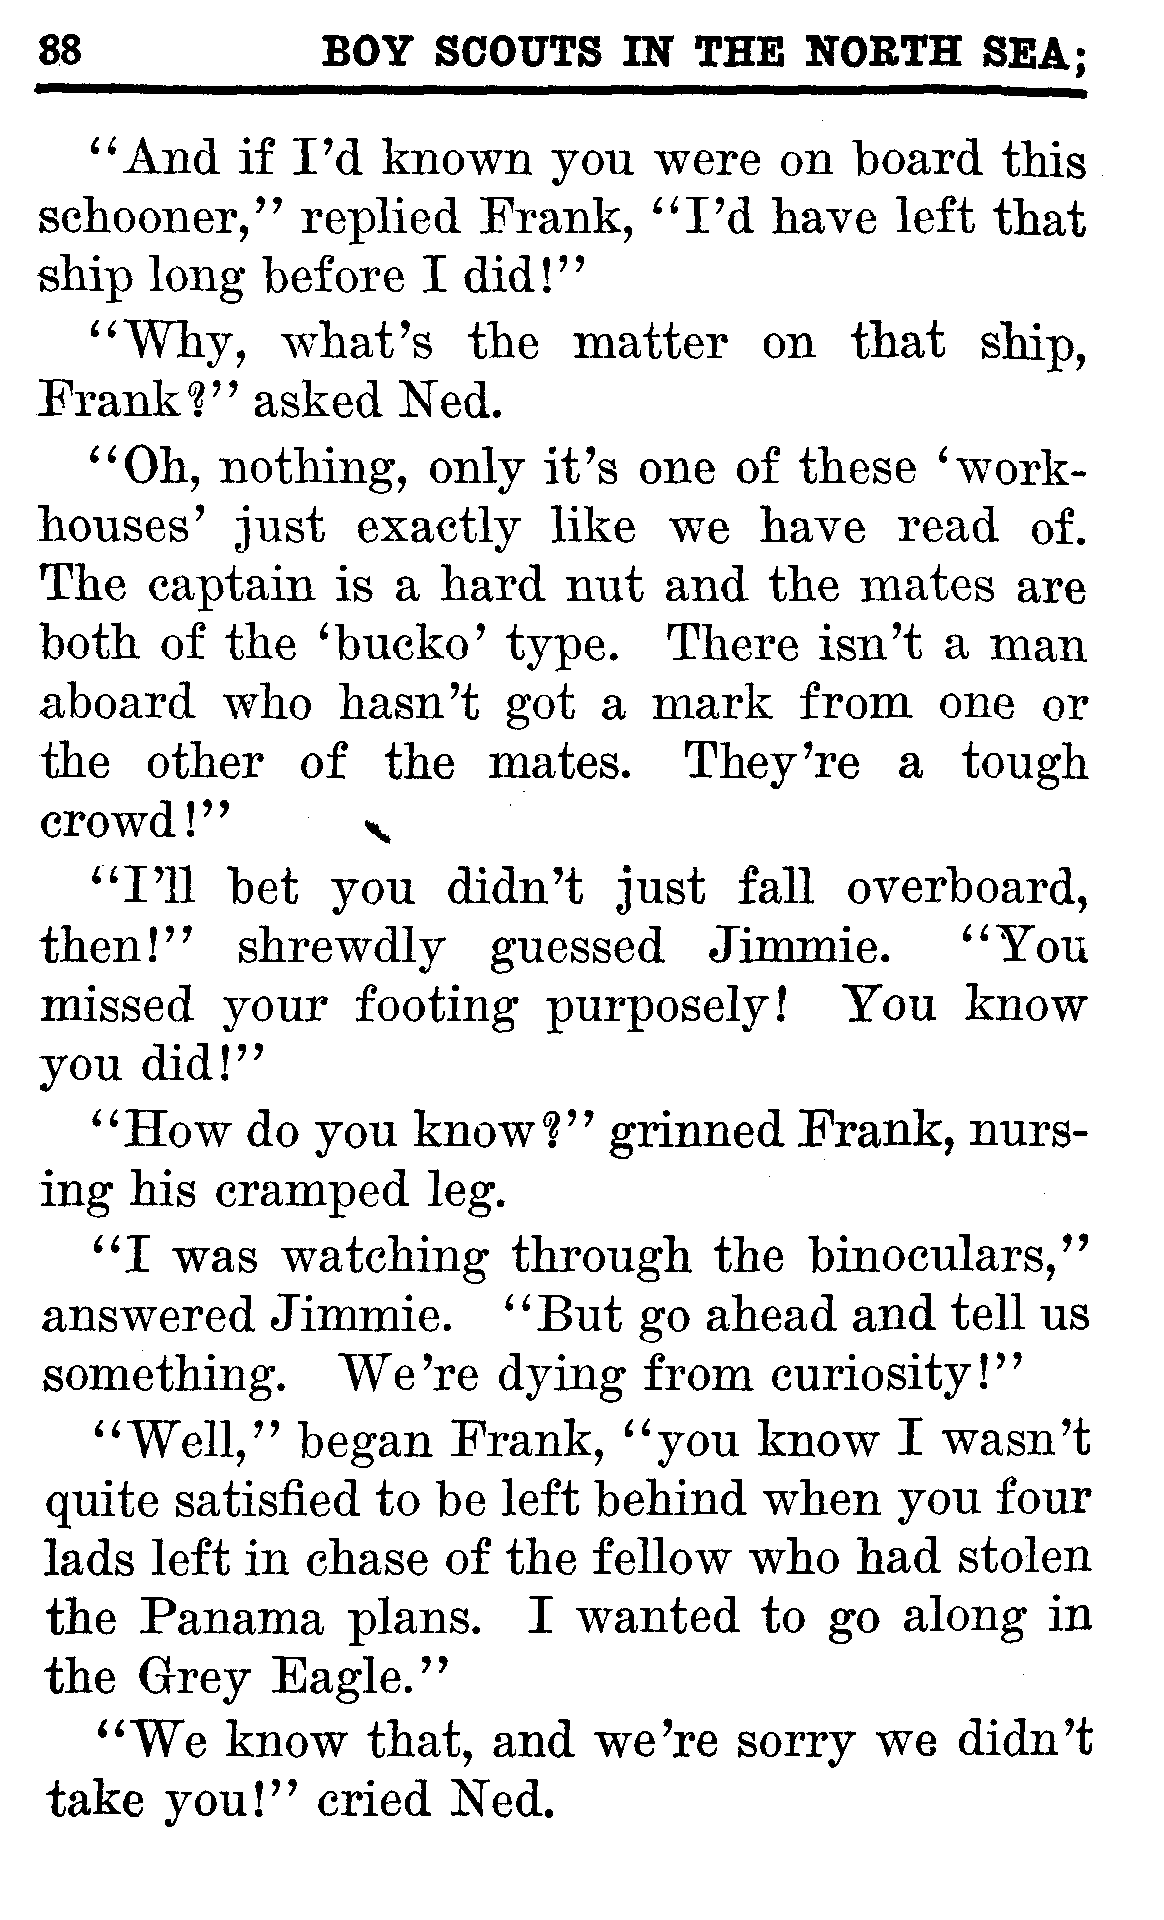 88 BOY SCOUTS IN THE NORTH SEA;
"And if I'd known you were on board this
schooner," replied Frank, "I'd have left that
ship long before I did!"
"Why, what's the matter on that ship,
Frank?" asked Ned.
"Oh, nothing, only it's one of these 'work-
houses' just exactly like we have read of.
The captain is a hard nut and the mates are
both of the 'bucko' type. There isn't a man
aboard who hasn't got a mark from one or
the other of the mates. They're a tough
crowd!"
"I'll bet you didn't just fall overboard,
then!" shrewdly guessed Jimmie. "You
missed your footing purposely! You know
you did!"
"How do you know?" grinned Frank, nurs-
ing his cramped leg.
"I was watching through the binoculars,"
answered Jimmie. "But go ahead and tell us
something. We're dying from curiosity!"
"Well," began Frank, "you know I wasn't
quite satisfied to be left behind when you four
lads left in chase of the fellow who had stolen
the Panama plans. I wanted to go along in
the Grey Eagle."
"We know that, and we're sorry we didn't
take you!" cried Ned.